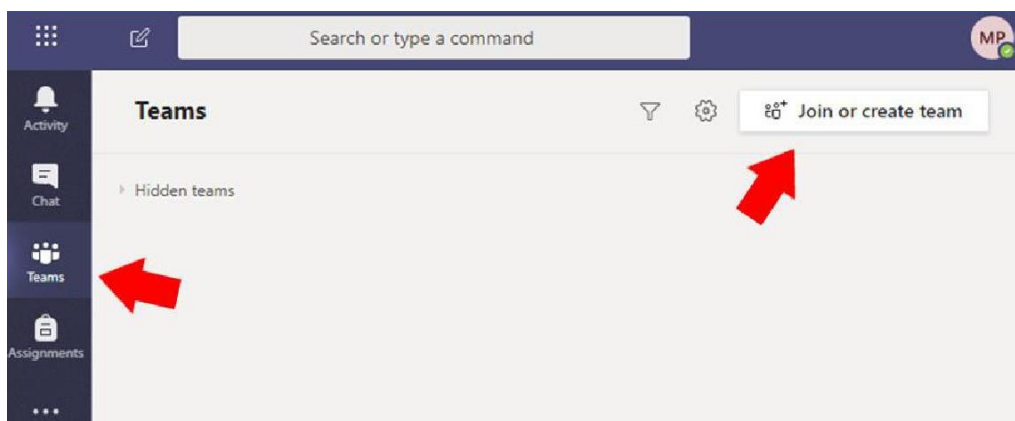 Search or type a command
MP
Activity
Teams
Join or create team
Chat
Hidden teams
Teams
Assignments